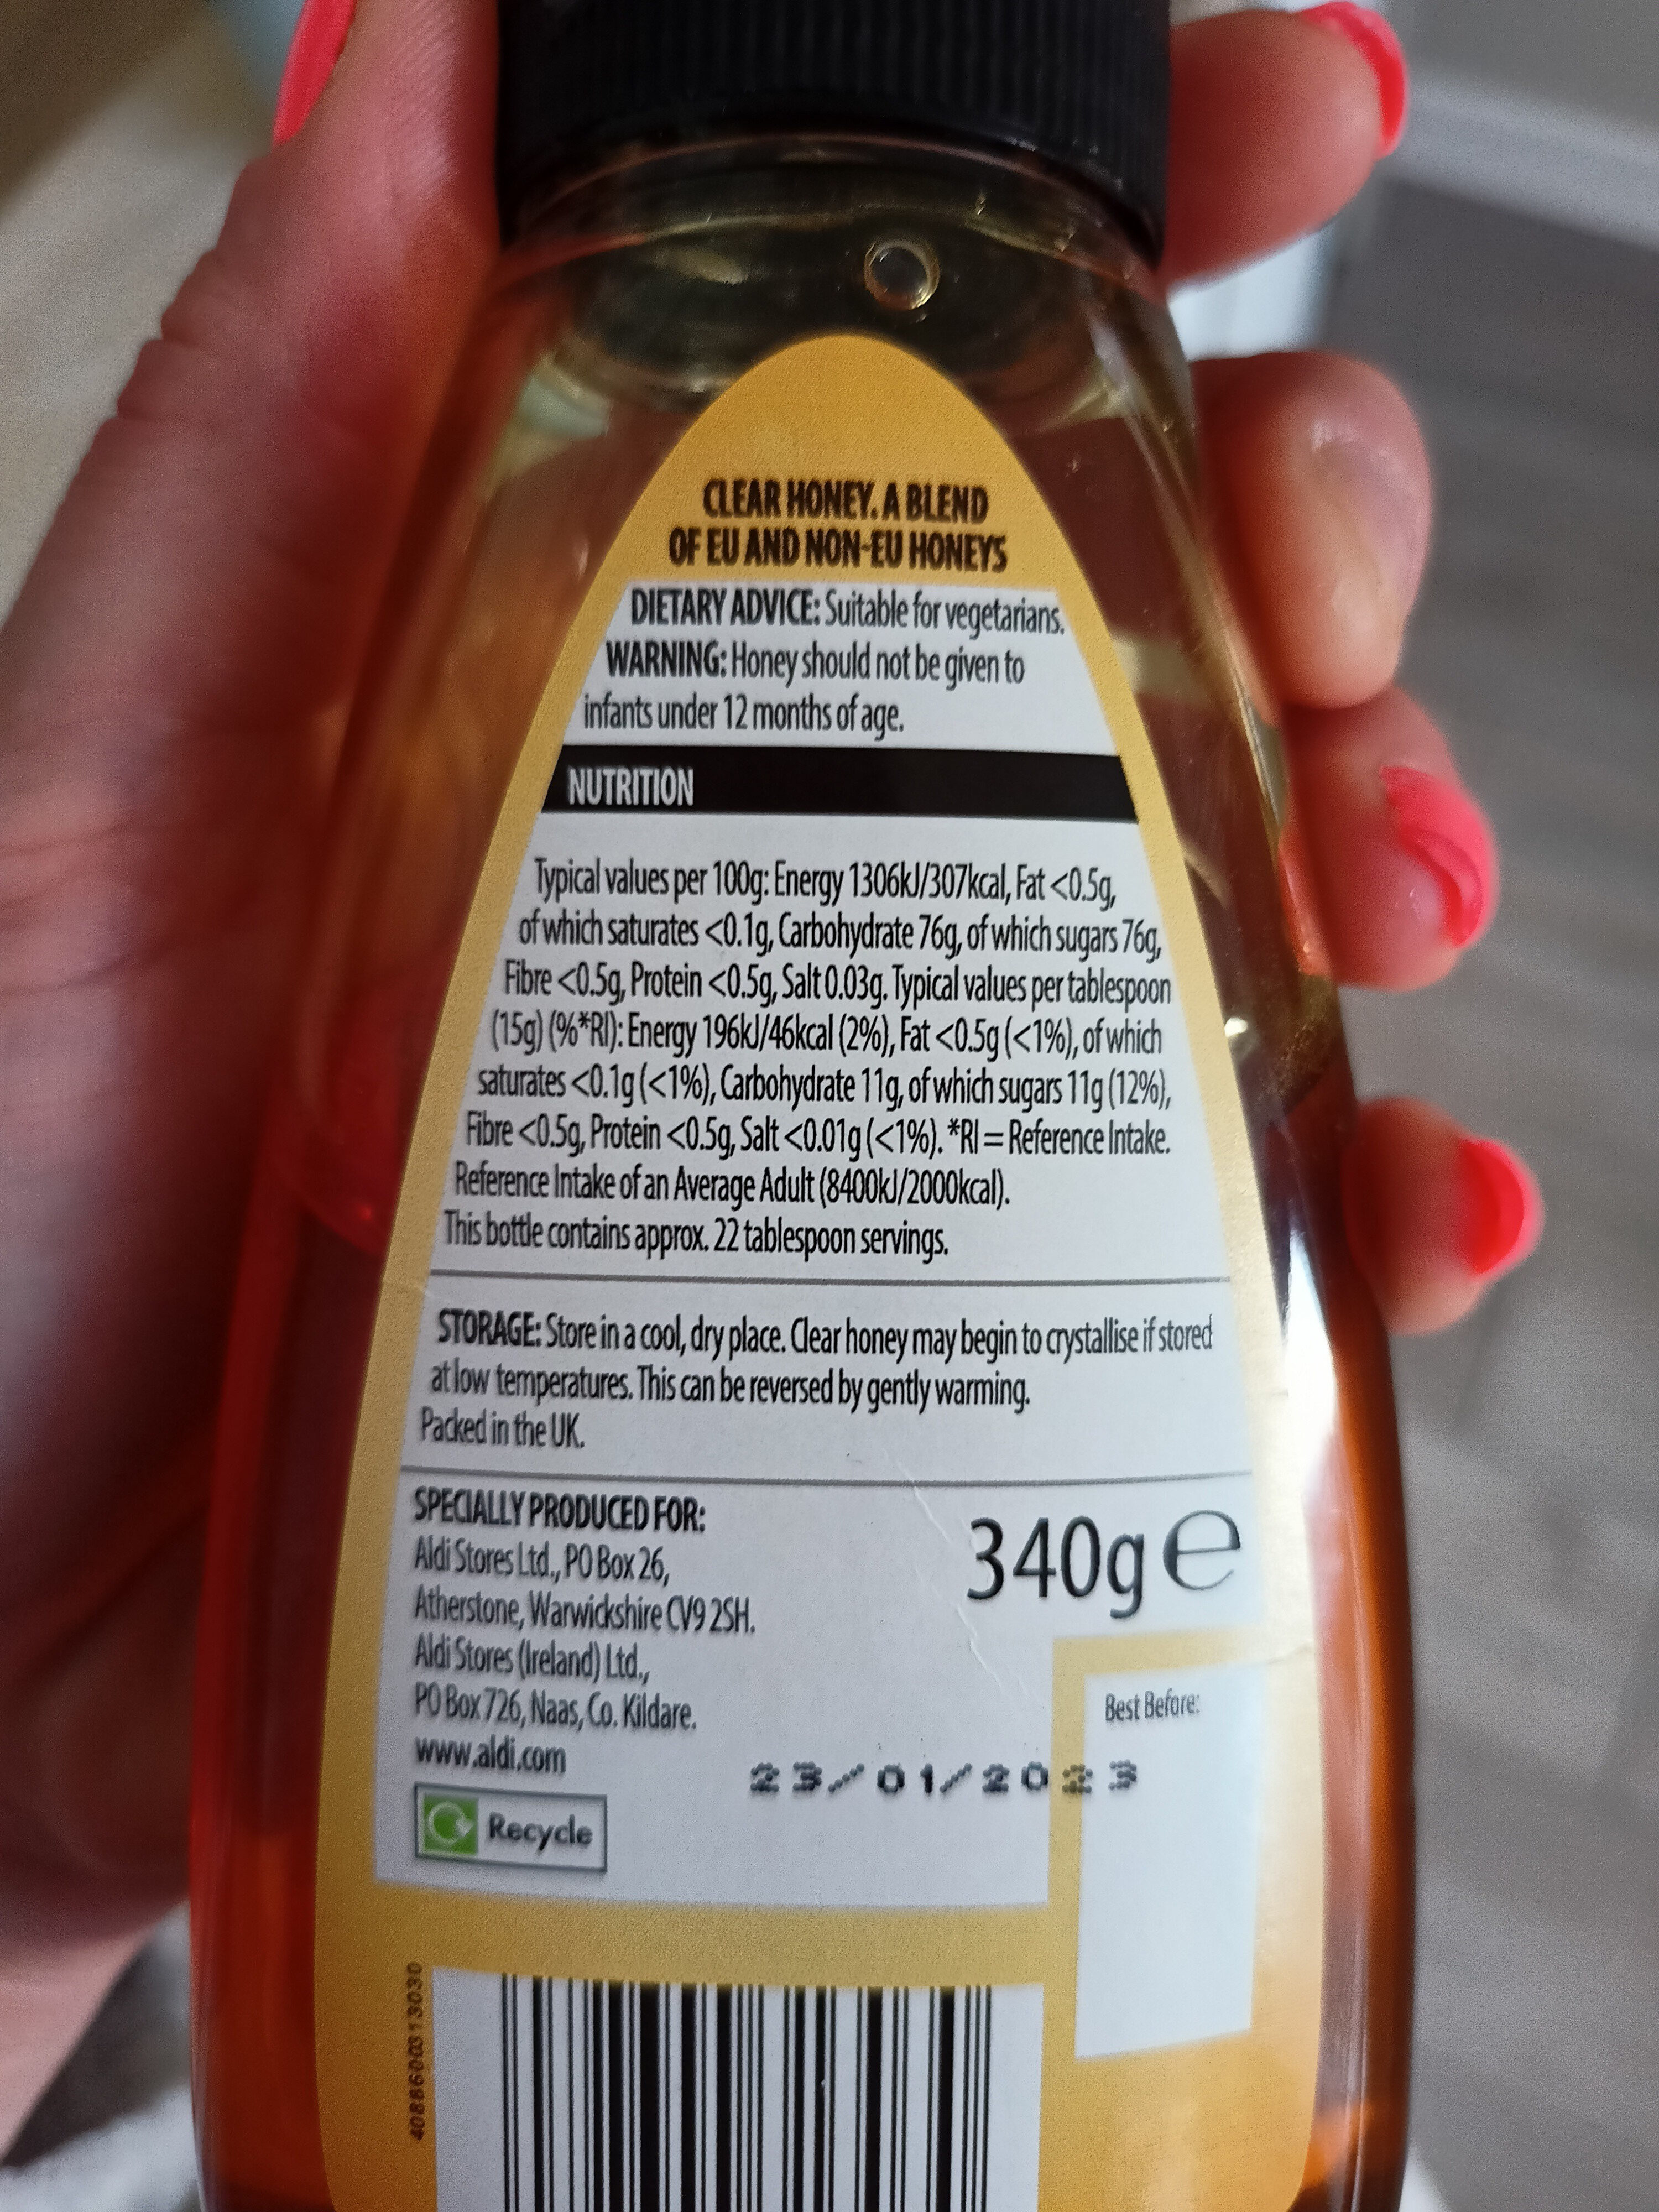 CLEAR HONEY. A BLEND
OF EU AND NON-EU HONEYS
DIETARY ADVICE: Suitable for vegetarians.
WARNING: Honey should not be given to
infants under 12 months of age.
NUTRITION
Typical values per 100g: Energy 1306kJ/307kcal, Fat <0.5g,
of which saturates <0.1g, Carbohydrate 76g, of which sugars 76g,
Fibre <0.5g, Protein <0.5g, Salt 0.03g. Typical values per tablespoon
(15g) (%*RI): Energy 196kJ/46kcal (2%), Fat <0.5g (<1%), of which
saturates <0.1g (<1%), Carbohydrate 11g, of which sugars 11g (12%),
Fibre <0.5g, Protein <0.5g, Salt <0.01g (<1%). *RI = Reference Intake.
Reference Intake of an Average Adult (8400kJ/2000kcal).
This bottle contains approx. 22 tablespoon servings.
STORAGE: Store in a cool, dry place. Clear honey may begin to crystallise if stored
at low temperatures. This can be reversed by gently warming.
Packed in the UK.
SPECIALLY PRODUCED FOR:
Aldi Stores Ltd., PO Box 26,
Atherstone, Warwickshire CV9 2SH.
Aldi Stores (Ireland) Ltd.,
PO Box 726, Naas, Co. Kildare.
www.aldi.com
340g e
Best Before:
23/01/2023
Recycle
4088600313030